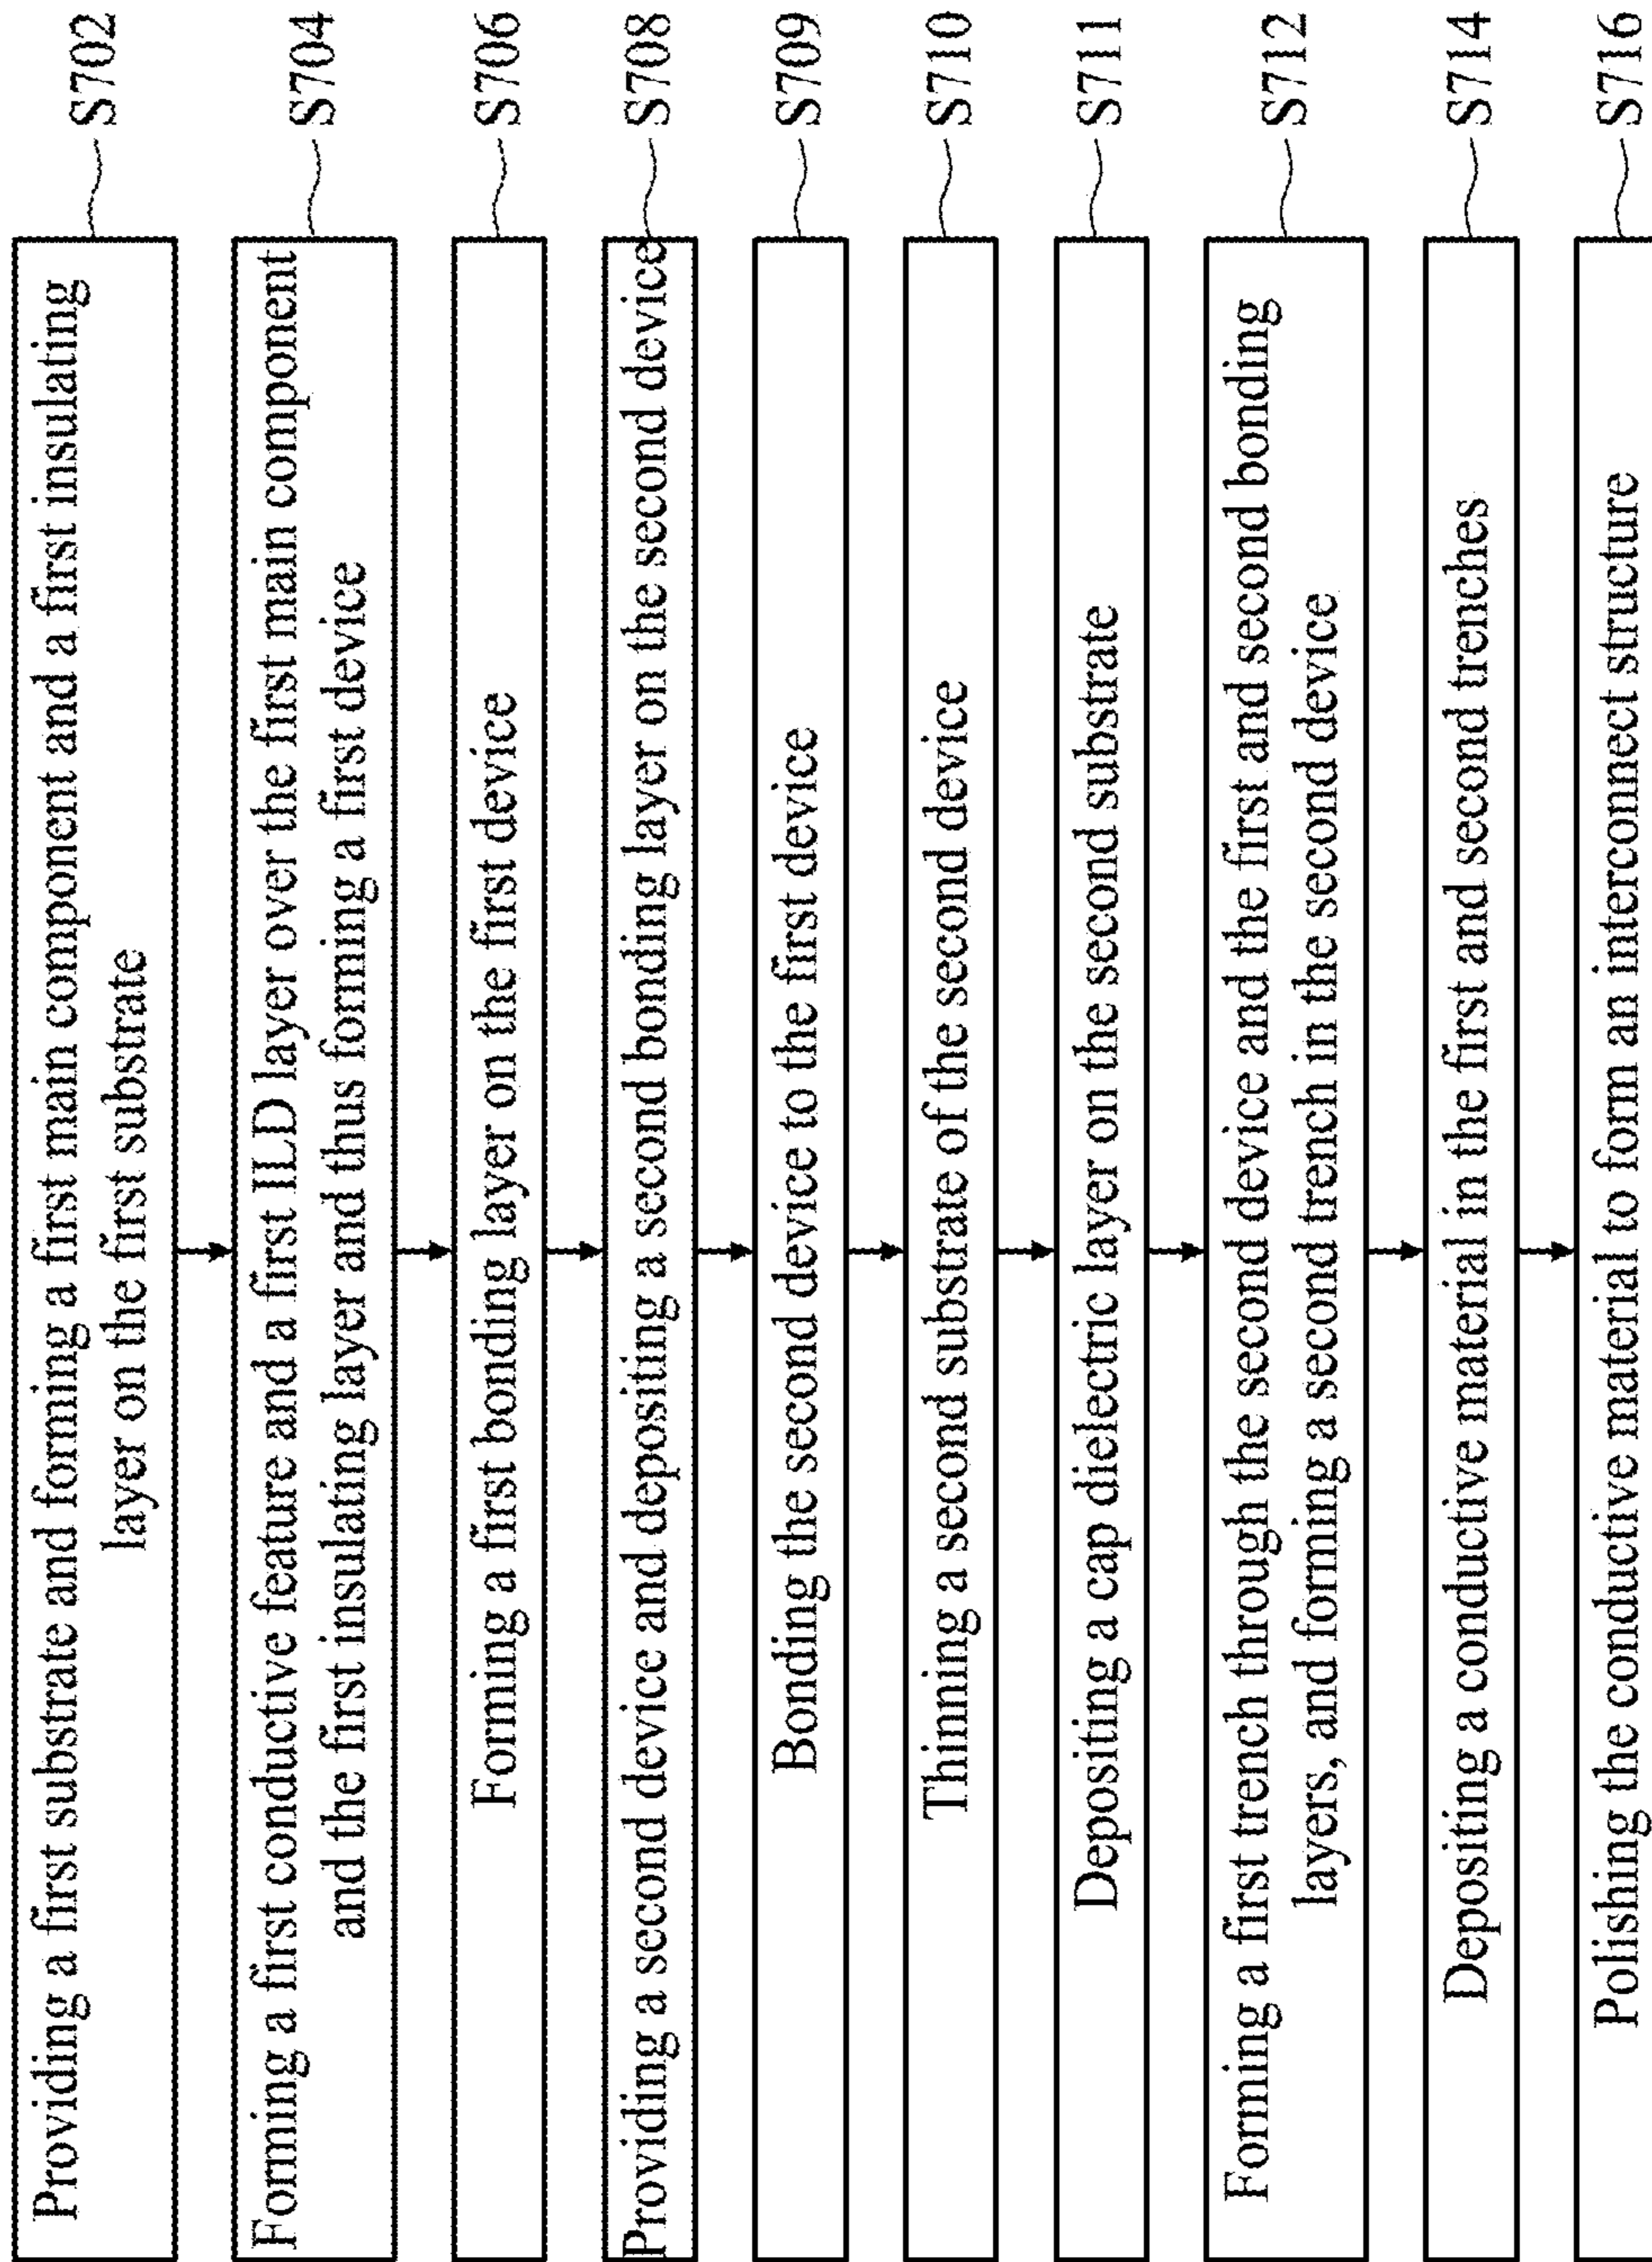 Providing a first substrate and forming a first main component and a first insulating
layer on the first substrate
S702
Forming a first conductive feature and a first ILD layer over the first main component
and the first insulating layer and thus forming a first device
S704
Forming a first bonding layer on the first device
S706
Providing a second device and depositing a second bonding layer on the second device
S708
Bonding the second device to the first device
S709
Thinning a second substrate of the second device
S710
Depositing a cap dielectric layer on the second substrate
S711
Forming a first trench through the second device and the first and second bonding
layers, and forming a second trench in the second device
S712
Depositing a conductive material in the first and second trenches
S714
Polishing the conductive material to form an interconnect structure
S716